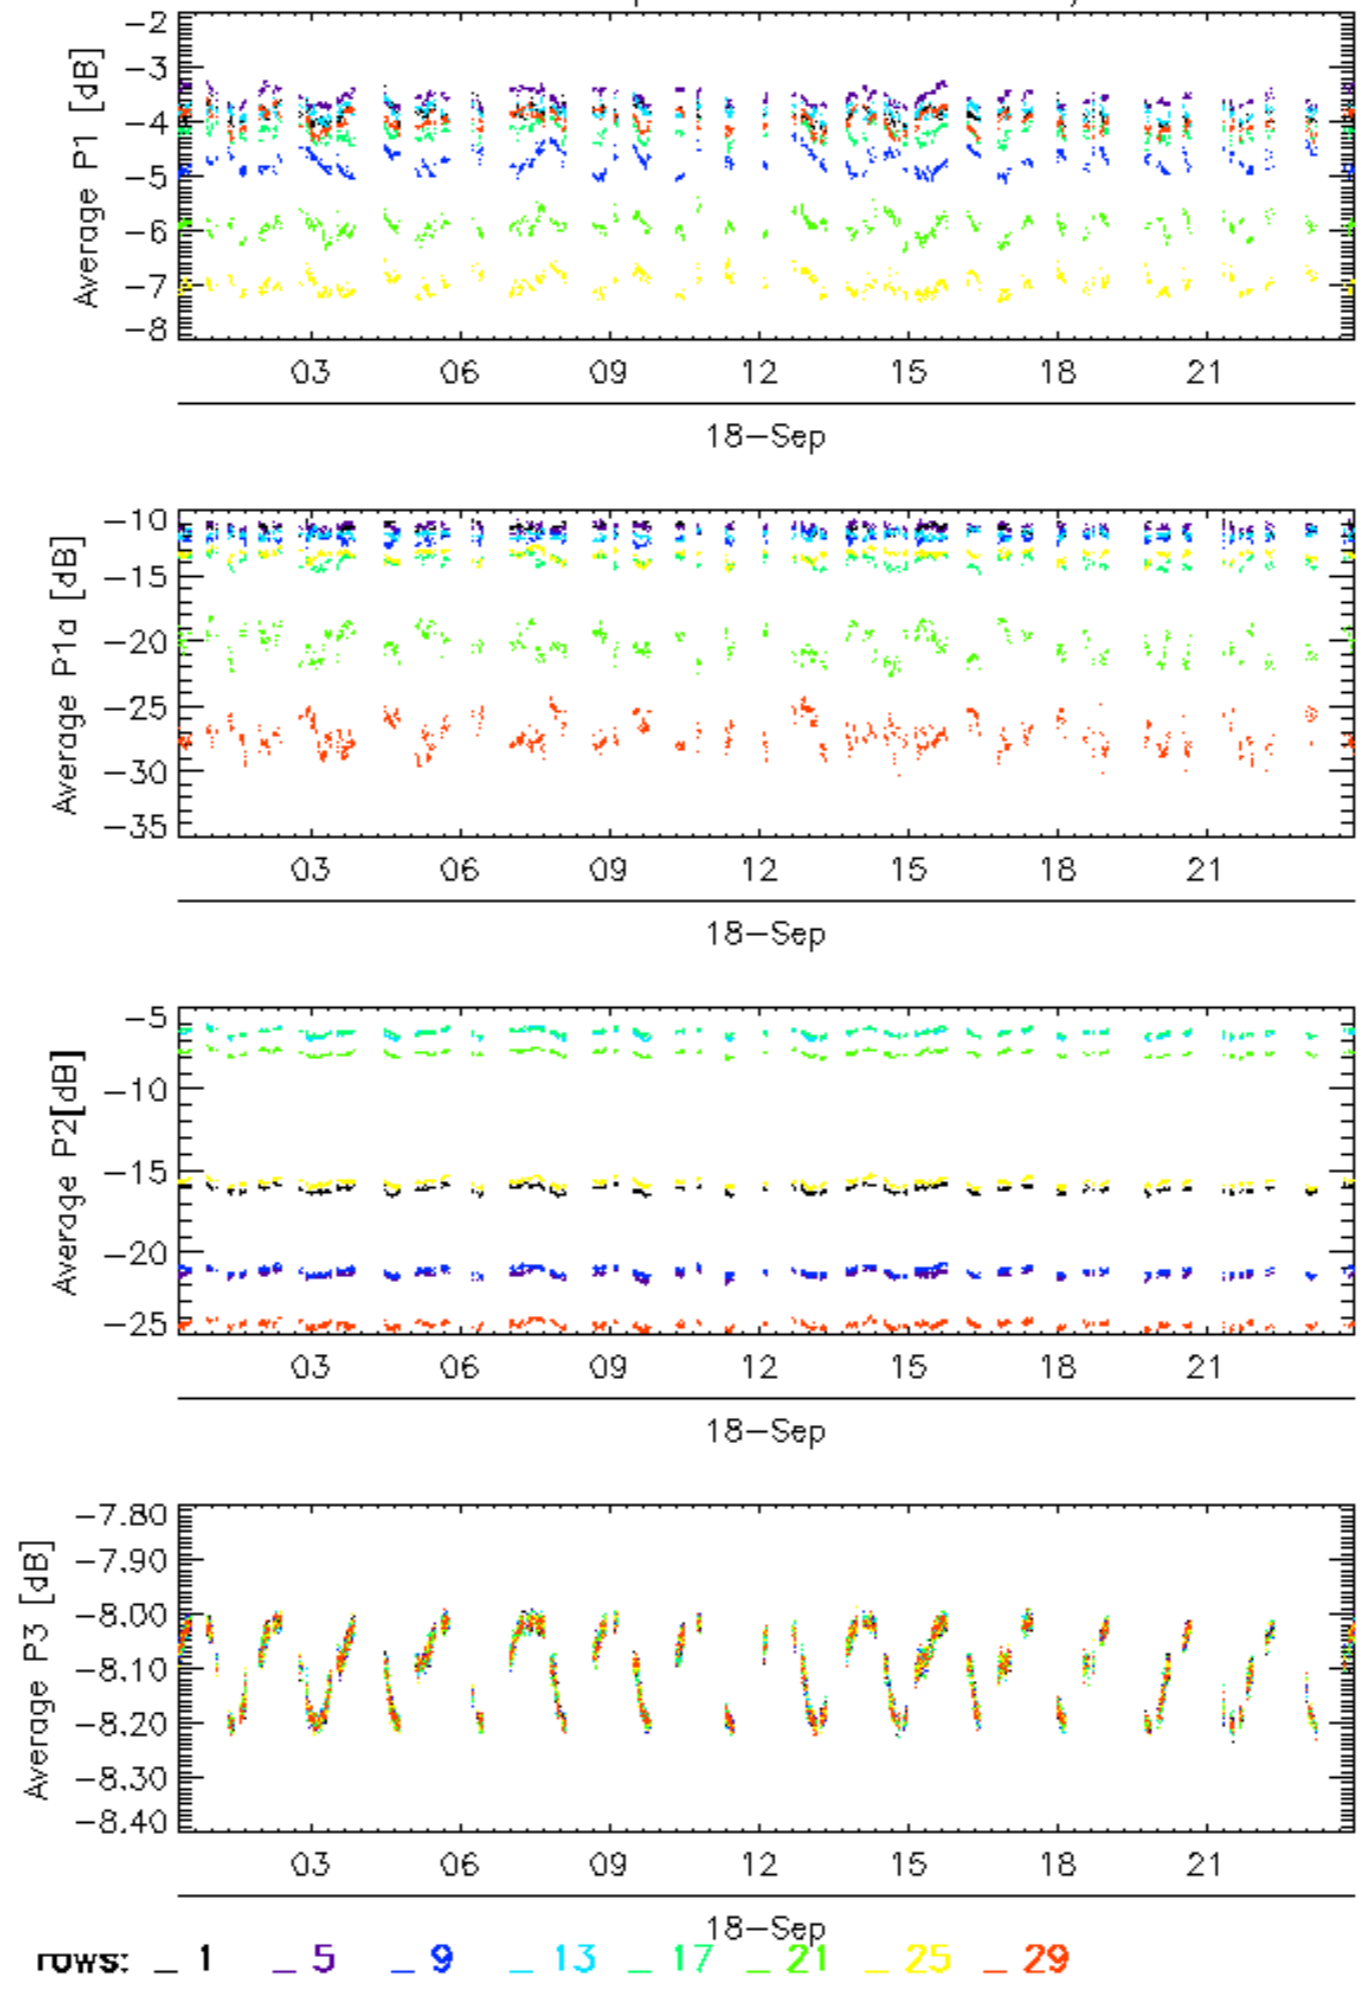 Average P1 [dB]
-2
-3
-4
-5
-6
-7
-8
03 06 09 12 15 18 21
18-Sep
Average P1a [dB]
-10
-15
-20
-25
-30
-35
03 06 09 12 15 18 21
18-Sep
Average P2[dB]
-5
-10
-15
-20
-25
03 06 09 12 15 18 21
18-Sep
Average P3 [dB]
-7.80
-7.90
-8.00
-8.10
-8.20
-8.30
-8.40
03 06 09 12 15 18 21
18-Sep
rows: _ 1 _ 5 _ 9 _ 13 _ 17 _ 21 _ 25 _ 29